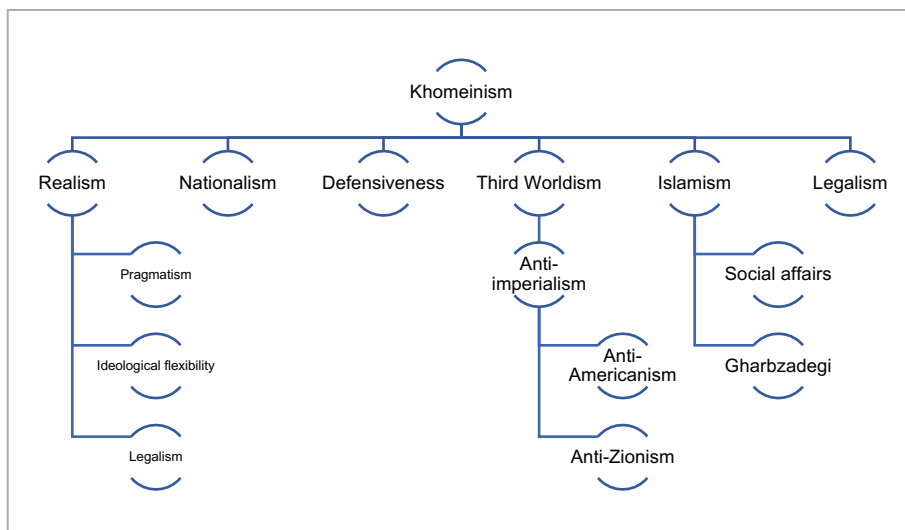 Khomeinism
Realism
Nationalism
Defensiveness
Third Worldism
Islamism
Legalism
Pragmatism
Ideological flexibility
Legalism
Anti-
imperialism
Anti-
Americanism
Anti-Zionism
Social affairs
Gharbzadegi